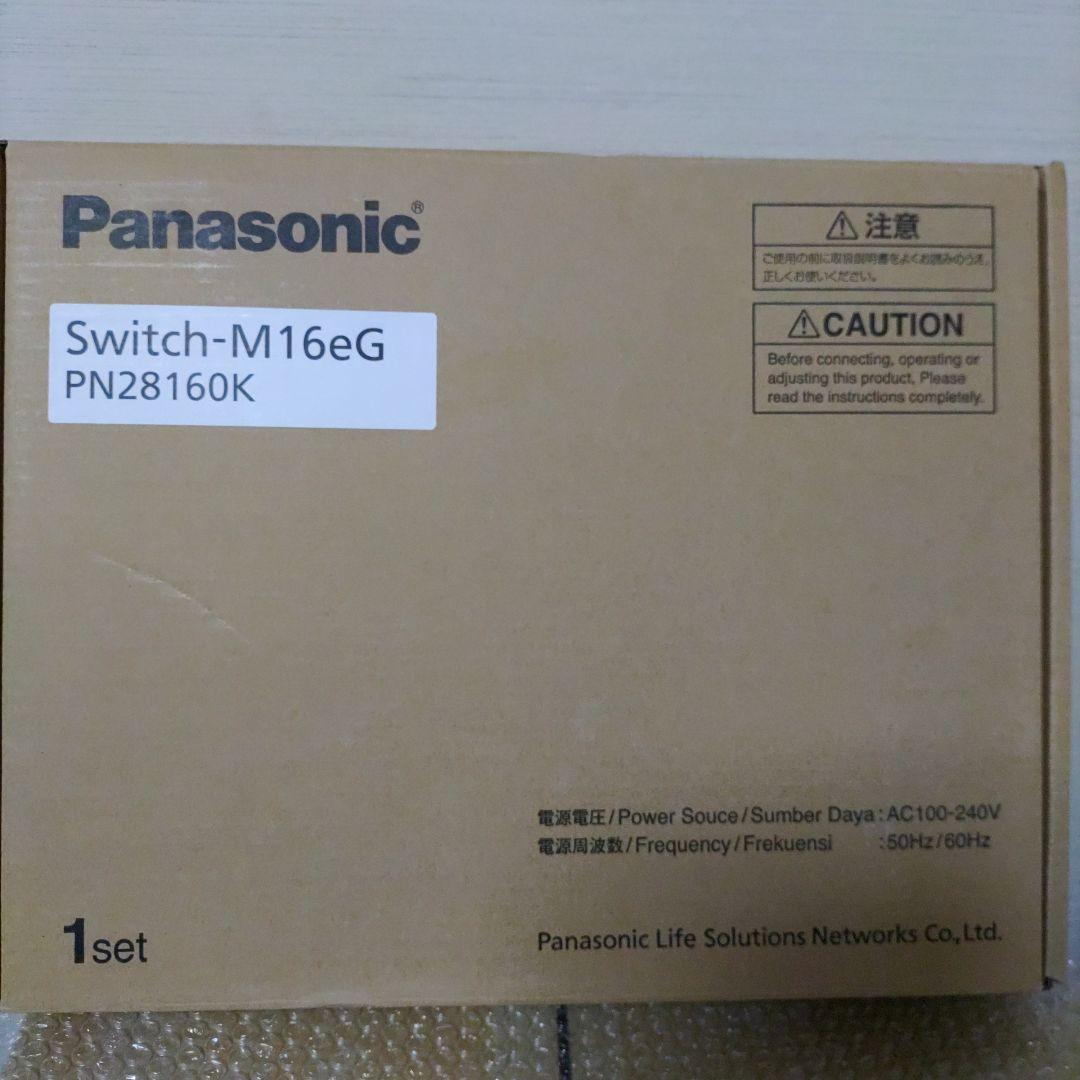 Panasonic®
Switch-M16eG
PN28160K
⚠注意
ご使用の前に取扱説明書をよくお読みのうえ、
正しくお使いください。
⚠CAUTION
Before connecting, operating or
adjusting this product, Please
read the instructions completely.
電源電圧/Power Souce/Sumber Daya:AC100-240V
電源周波数/Frequency/Frekuensi :50Hz/60Hz
1set
Panasonic Life Solutions Networks Co.,Ltd.